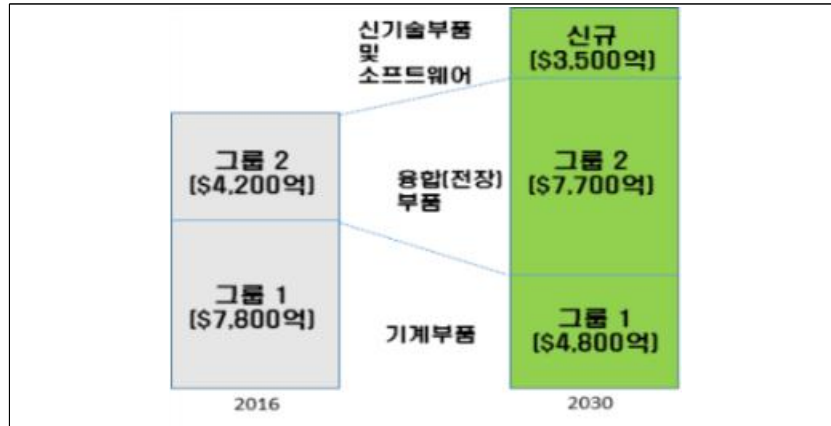 신기술부품
및
소프트웨어
신규
($3,500억)
그룹 2
($4,200억)
융합(전장)
부품
그룹 2
($7,700억)
그룹 1
($7,800억)
기계부품
그룹 1
($4,800억)
2016
2030